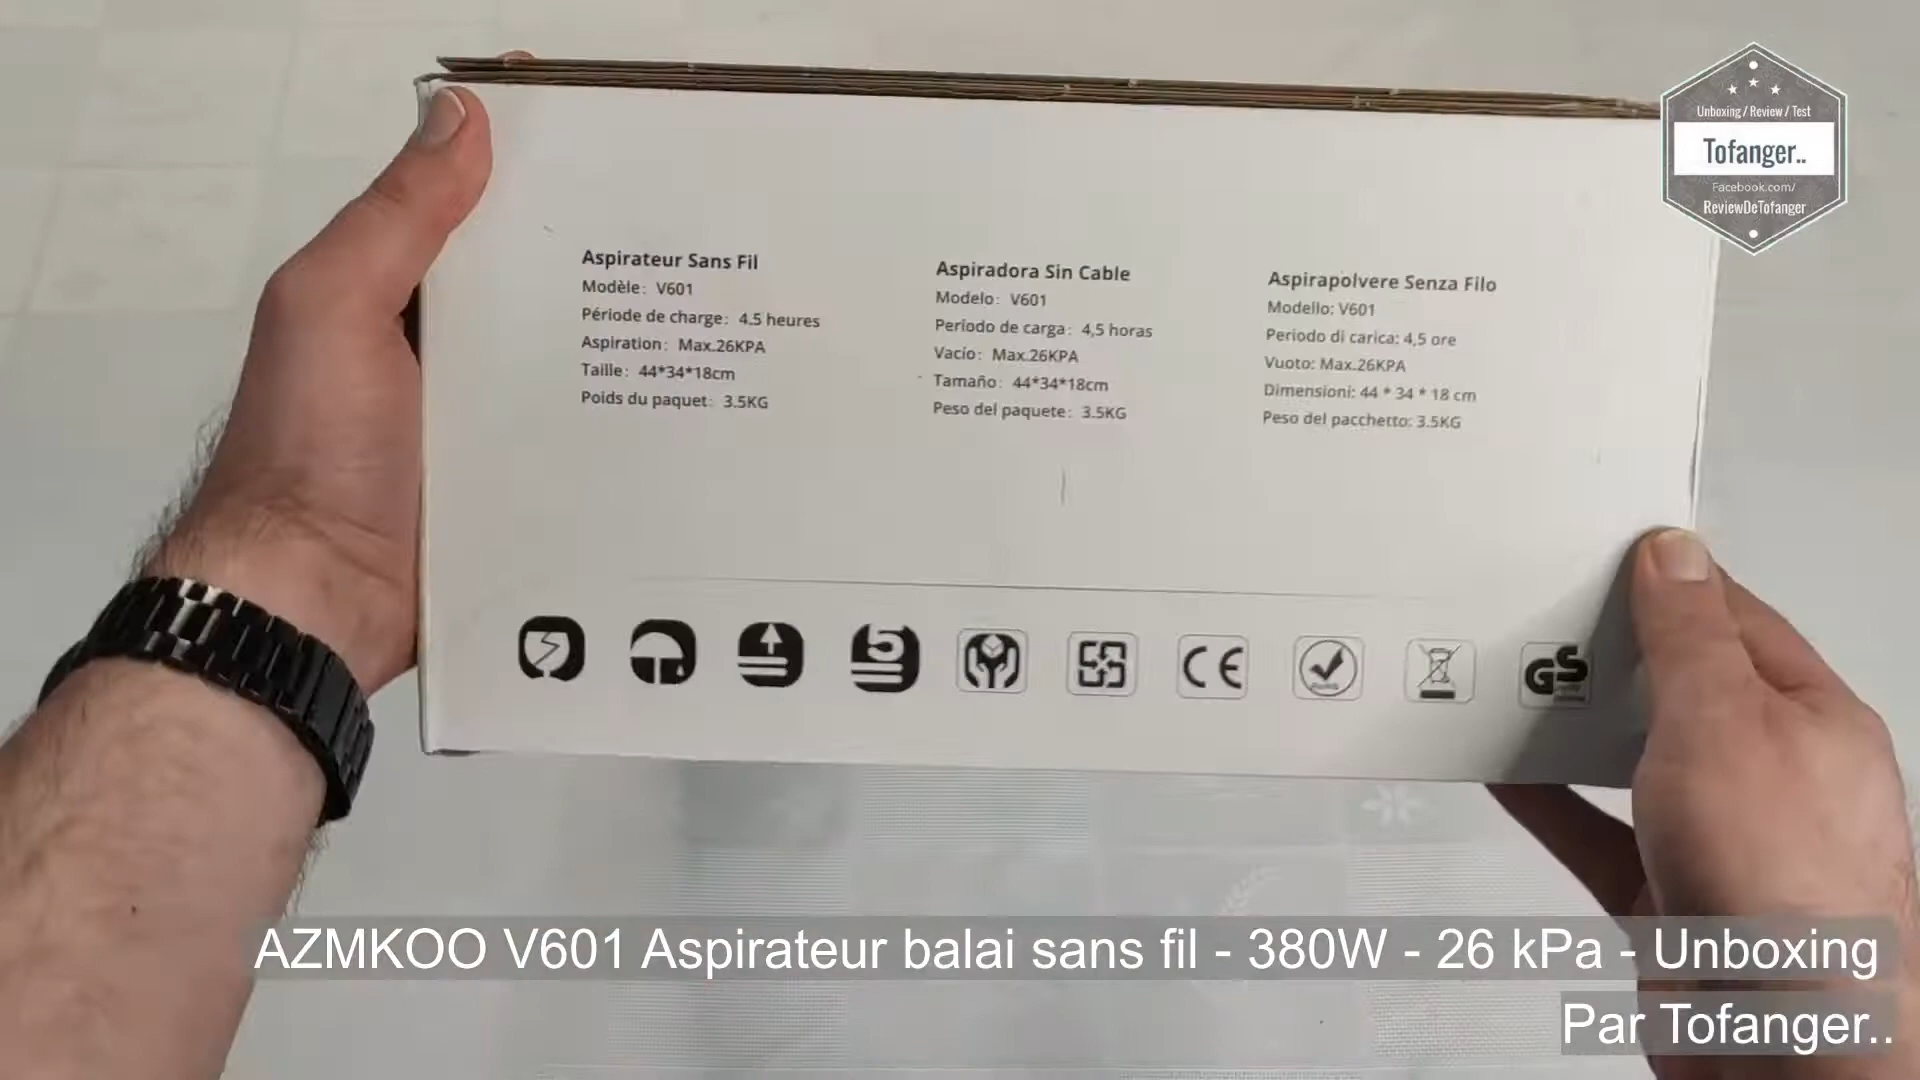 Unboxing / Review / Test
Tofanger..
Facebook.com/
ReviewDeTofanger
Aspirateur Sans Fil
Modèle: V601
Période de charge: 4.5 heures
Aspiration: Max.26KPA
Taille: 44*34*18cm
Poids du paquet: 3.5KG
Aspiradora Sin Cable
Modelo: V601
Período de carga: 4,5 horas
Vacío: Max.26KPA
Tamaño: 44*34*18cm
Peso del paquete: 3.5KG
Aspirapolvere Senza Filo
Modello: V601
Periodo di carica: 4,5 ore
Vuoto: Max.26KPA
Dimensioni: 44 * 34 * 18 cm
Peso del pacchetto: 3.5KG
5
CE
RoHS
GS
AZMKOO V601 Aspirateur balai sans fil - 380W - 26 kPa - Unboxing
Par Tofanger..